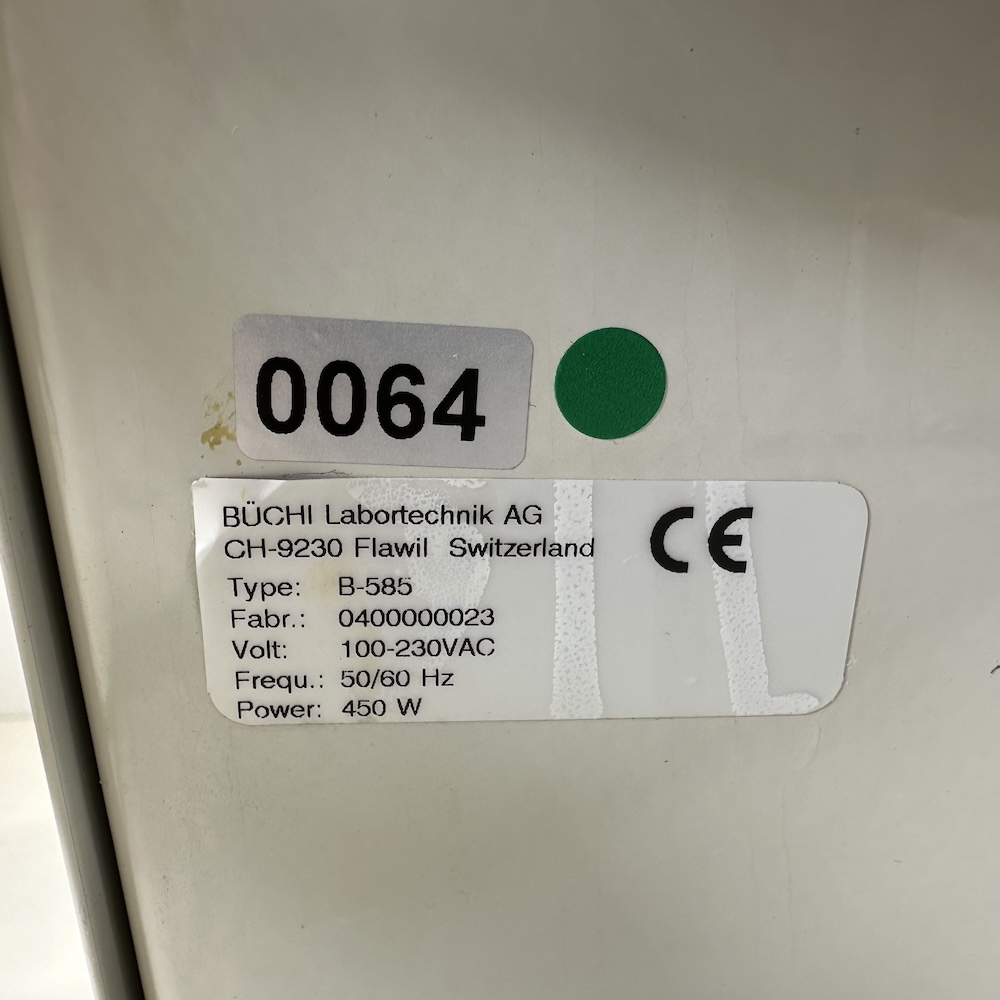 0064
BÜCHI Labortechnik AG
CH-9230 Flawil Switzerland
CE
Type: B-585
Fabr.: 0400000023
Volt: 100-230VAC
Frequ.: 50/60 Hz
Power: 450 W